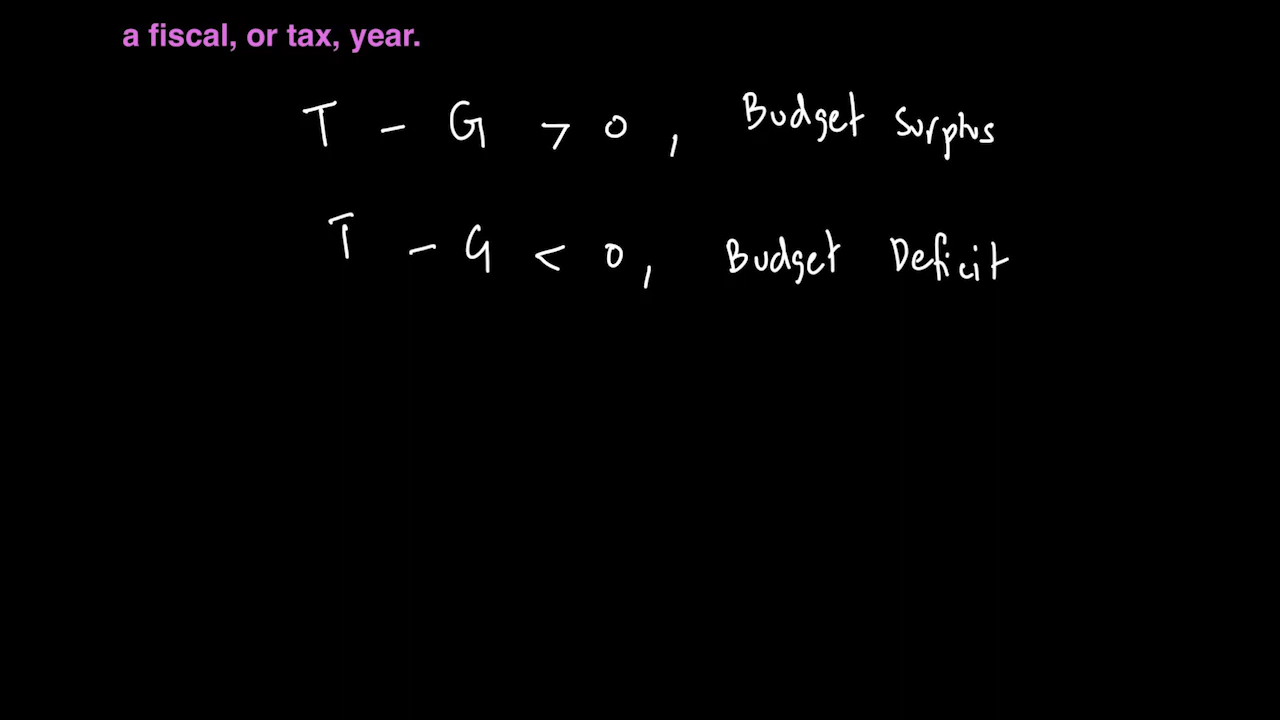 a fiscal, or tax, year.
T - G > 0, Budget Surplus
T - G < 0, Budget Deficit